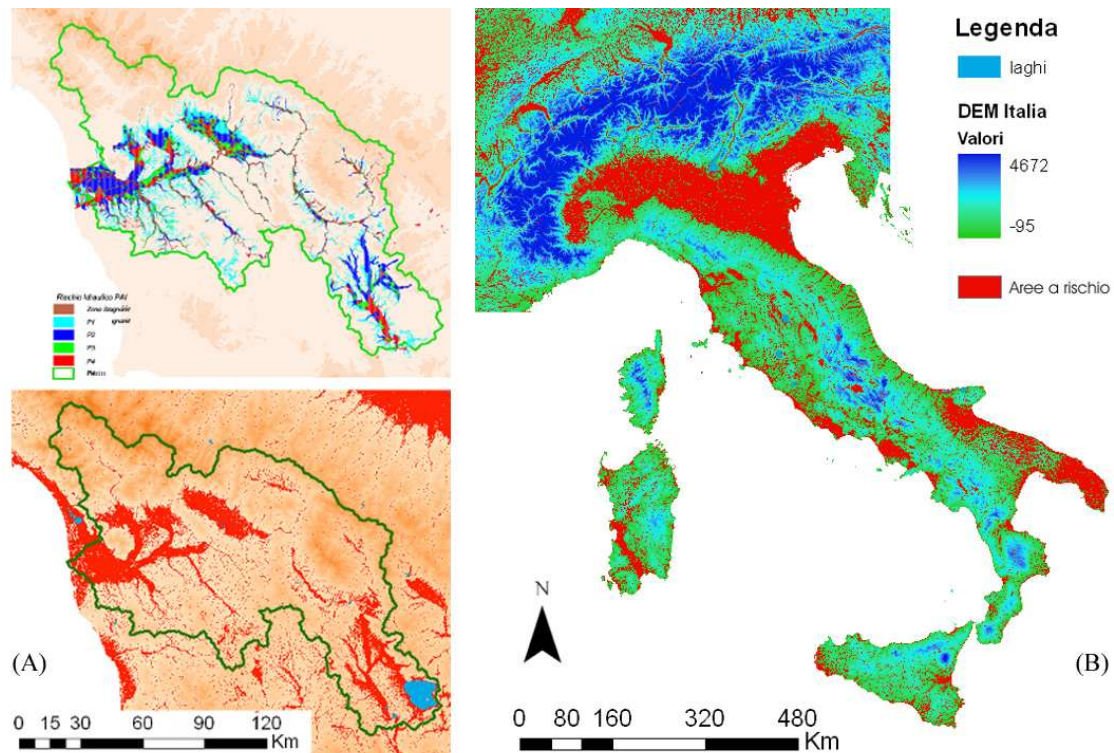 Rischio Idraulico PAI
P1
P2
P3
P4
(A)
0 15 30 60 90 120
Km
Legenda
laghi
DEM Italia
Valori
4672
-95
Aree a rischio
N
(B)
0 80 160 320 480
Km